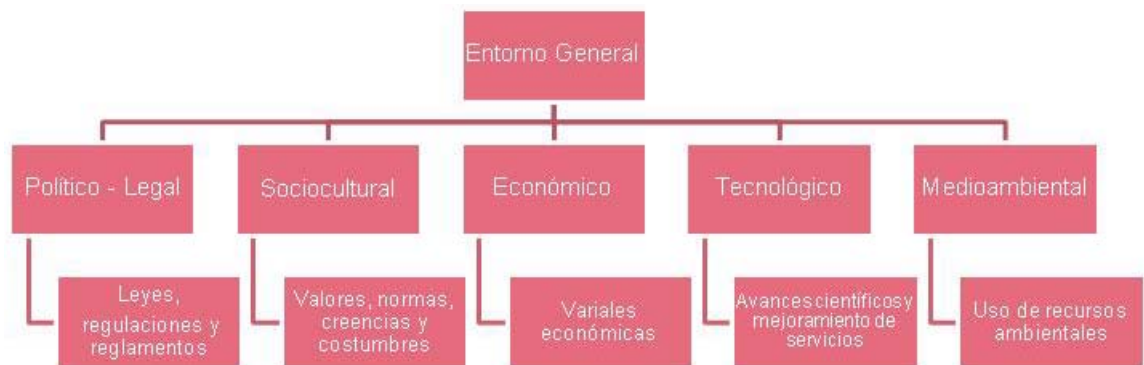 Entorno General
Político - Legal
Sociocultural
Económico
Tecnológico
Medioambiental
Leyes,
regulaciones y
reglamentos
Valores, normas,
creencias y
costumbres
Variales
económicas
Avances científicos y
mejoramiento de
servicios
Uso de recursos
ambientales